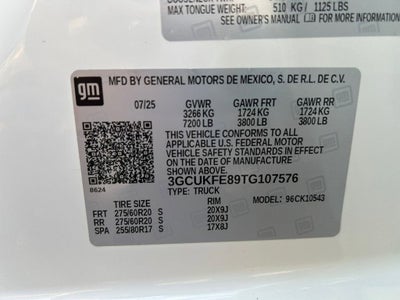 MAX TONGUE WEIGHT: 510 KG / 1125 LBS
SEE OWNER'S MANUAL FOR MORE INFORMATION
gm
MFD BY GENERAL MOTORS DE MEXICO, S. DE R.L. DE C.V.
07/25 GVWR GAWR FRT GAWR RR
3266 KG 1724 KG 1724 KG
7200 LB 3800 LB 3800 LB
THIS VEHICLE CONFORMS TO ALL
APPLICABLE U.S. FEDERAL MOTOR
VEHICLE SAFETY STANDARDS IN
EFFECT ON THE DATE OF
MANUFACTURE SHOWN ABOVE.
3GCUKFE89TG107576
0624 TYPE: TRUCK
TIRE SIZE RIM 96CK10543
FRT 275/60R20 S 20X9J
RR 275/60R20 S 20X9J
SPA 255/80R17 S 17X8J